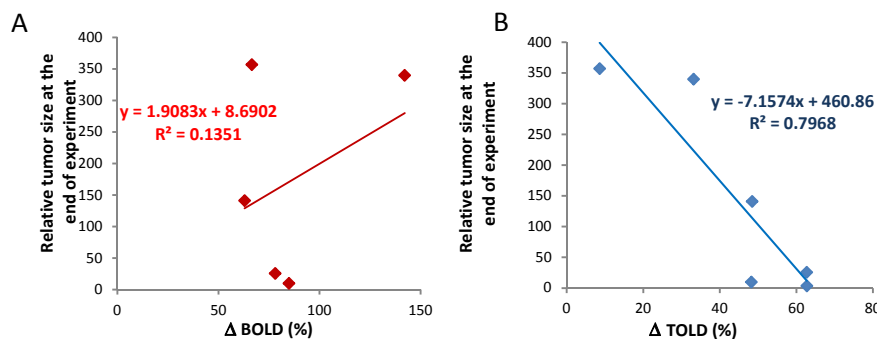 A
Relative tumor size at the
end of experiment
400
350
300
250
200
150
100
50
0
y = 1.9083x + 8.6902
R² = 0.1351
0
50
100
150
Δ BOLD (%)
B
Relative tumor size at the
end of experiment
400
350
300
250
200
150
100
50
0
y = -7.1574x + 460.86
R² = 0.7968
0
20
40
60
80
Δ TOLD (%)